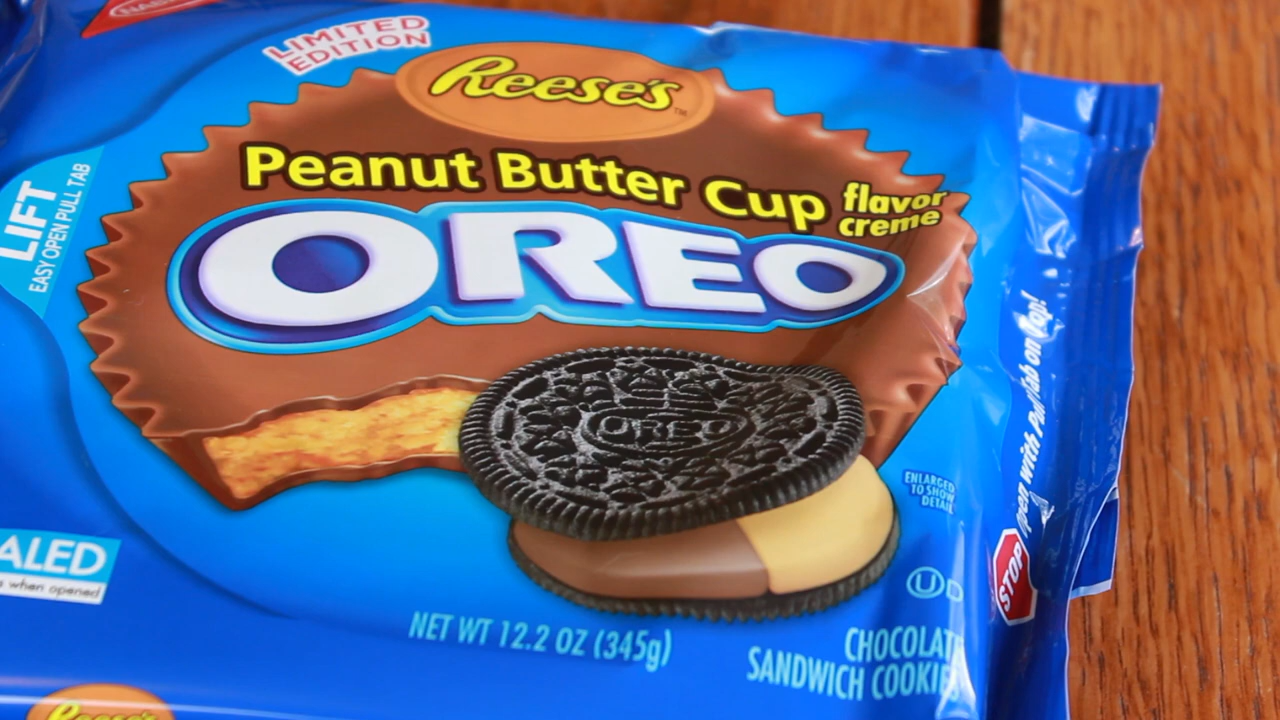 LIMITED
EDITION
Reese's™
Peanut Butter Cup
flavor
creme
OREO
LIFT
EASY OPEN PULL TAB
OREO
ENLARGED
TO SHOW
DETAIL
ALED
when opened
U D
STOP
Open with Pull Tab on Top!
NET WT 12.2 OZ (345g)
CHOCOLAT
SANDWICH COOKIE
Reese's